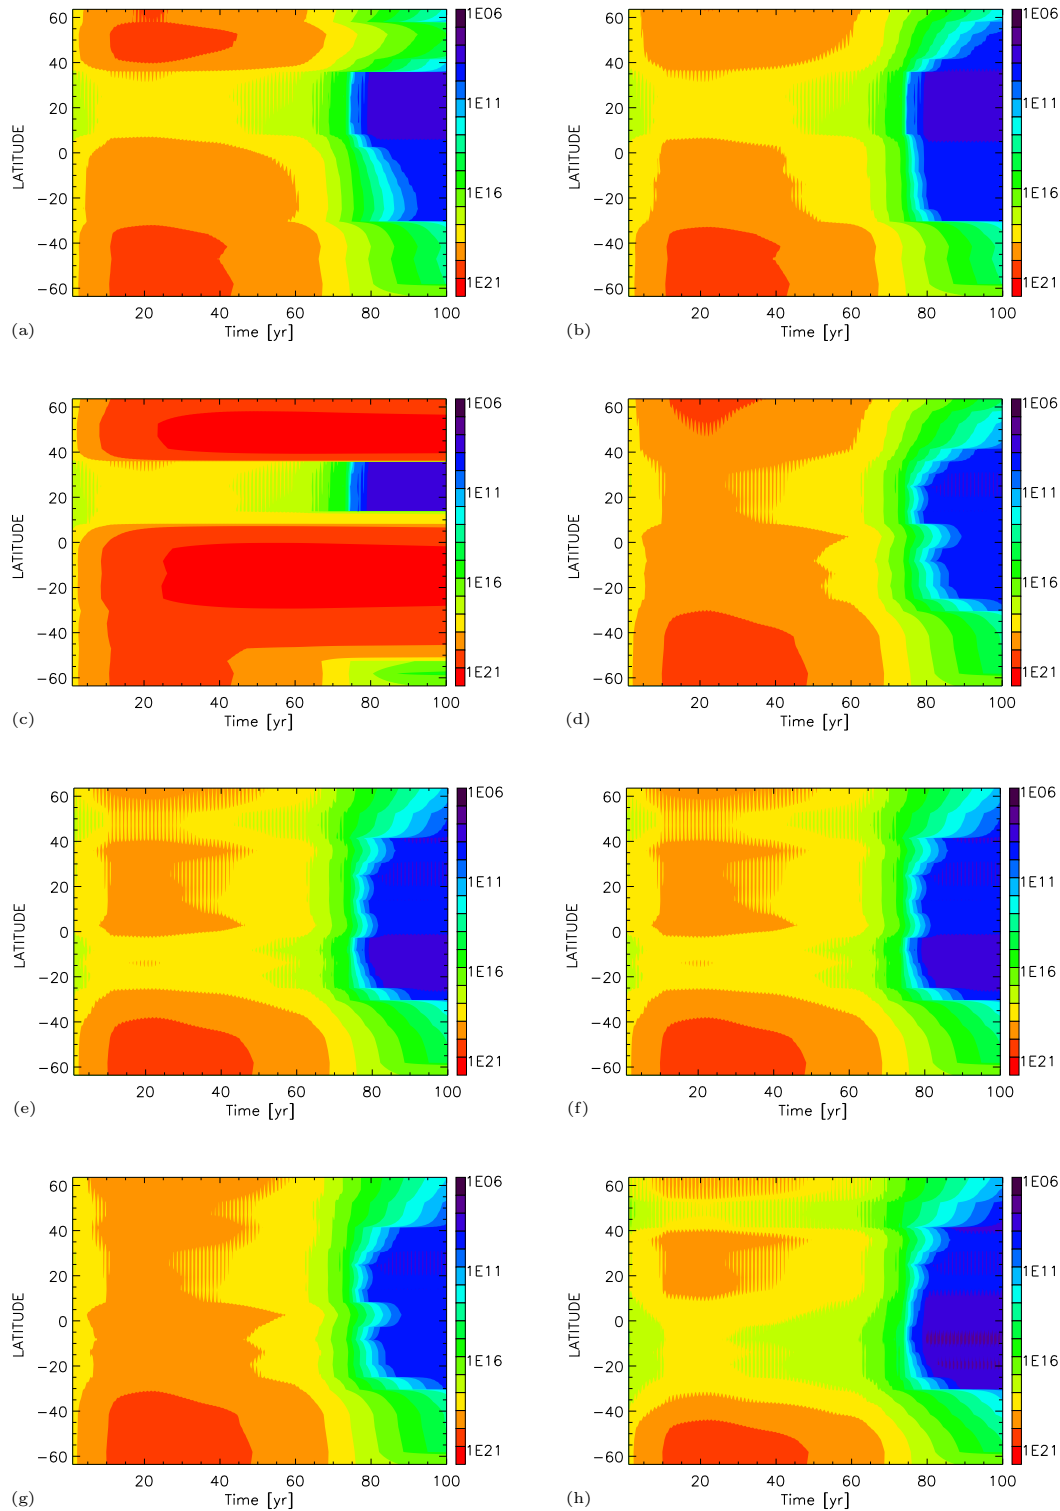 60
40
20
0
−20
−40
−60
LATITUDE
20 40 60 80 100
Time [yr]
1E06
1E11
1E16
1E21
(a)
60
40
20
0
−20
−40
−60
LATITUDE
20 40 60 80 100
Time [yr]
1E06
1E11
1E16
1E21
(b)
60
40
20
0
−20
−40
−60
LATITUDE
20 40 60 80 100
Time [yr]
1E06
1E11
1E16
1E21
(c)
60
40
20
0
−20
−40
−60
LATITUDE
20 40 60 80 100
Time [yr]
1E06
1E11
1E16
1E21
(d)
60
40
20
0
−20
−40
−60
LATITUDE
20 40 60 80 100
Time [yr]
1E06
1E11
1E16
1E21
(e)
60
40
20
0
−20
−40
−60
LATITUDE
20 40 60 80 100
Time [yr]
1E06
1E11
1E16
1E21
(f)
60
40
20
0
−20
−40
−60
LATITUDE
20 40 60 80 100
Time [yr]
1E06
1E11
1E16
1E21
(g)
60
40
20
0
−20
−40
−60
LATITUDE
20 40 60 80 100
Time [yr]
1E06
1E11
1E16
1E21
(h)